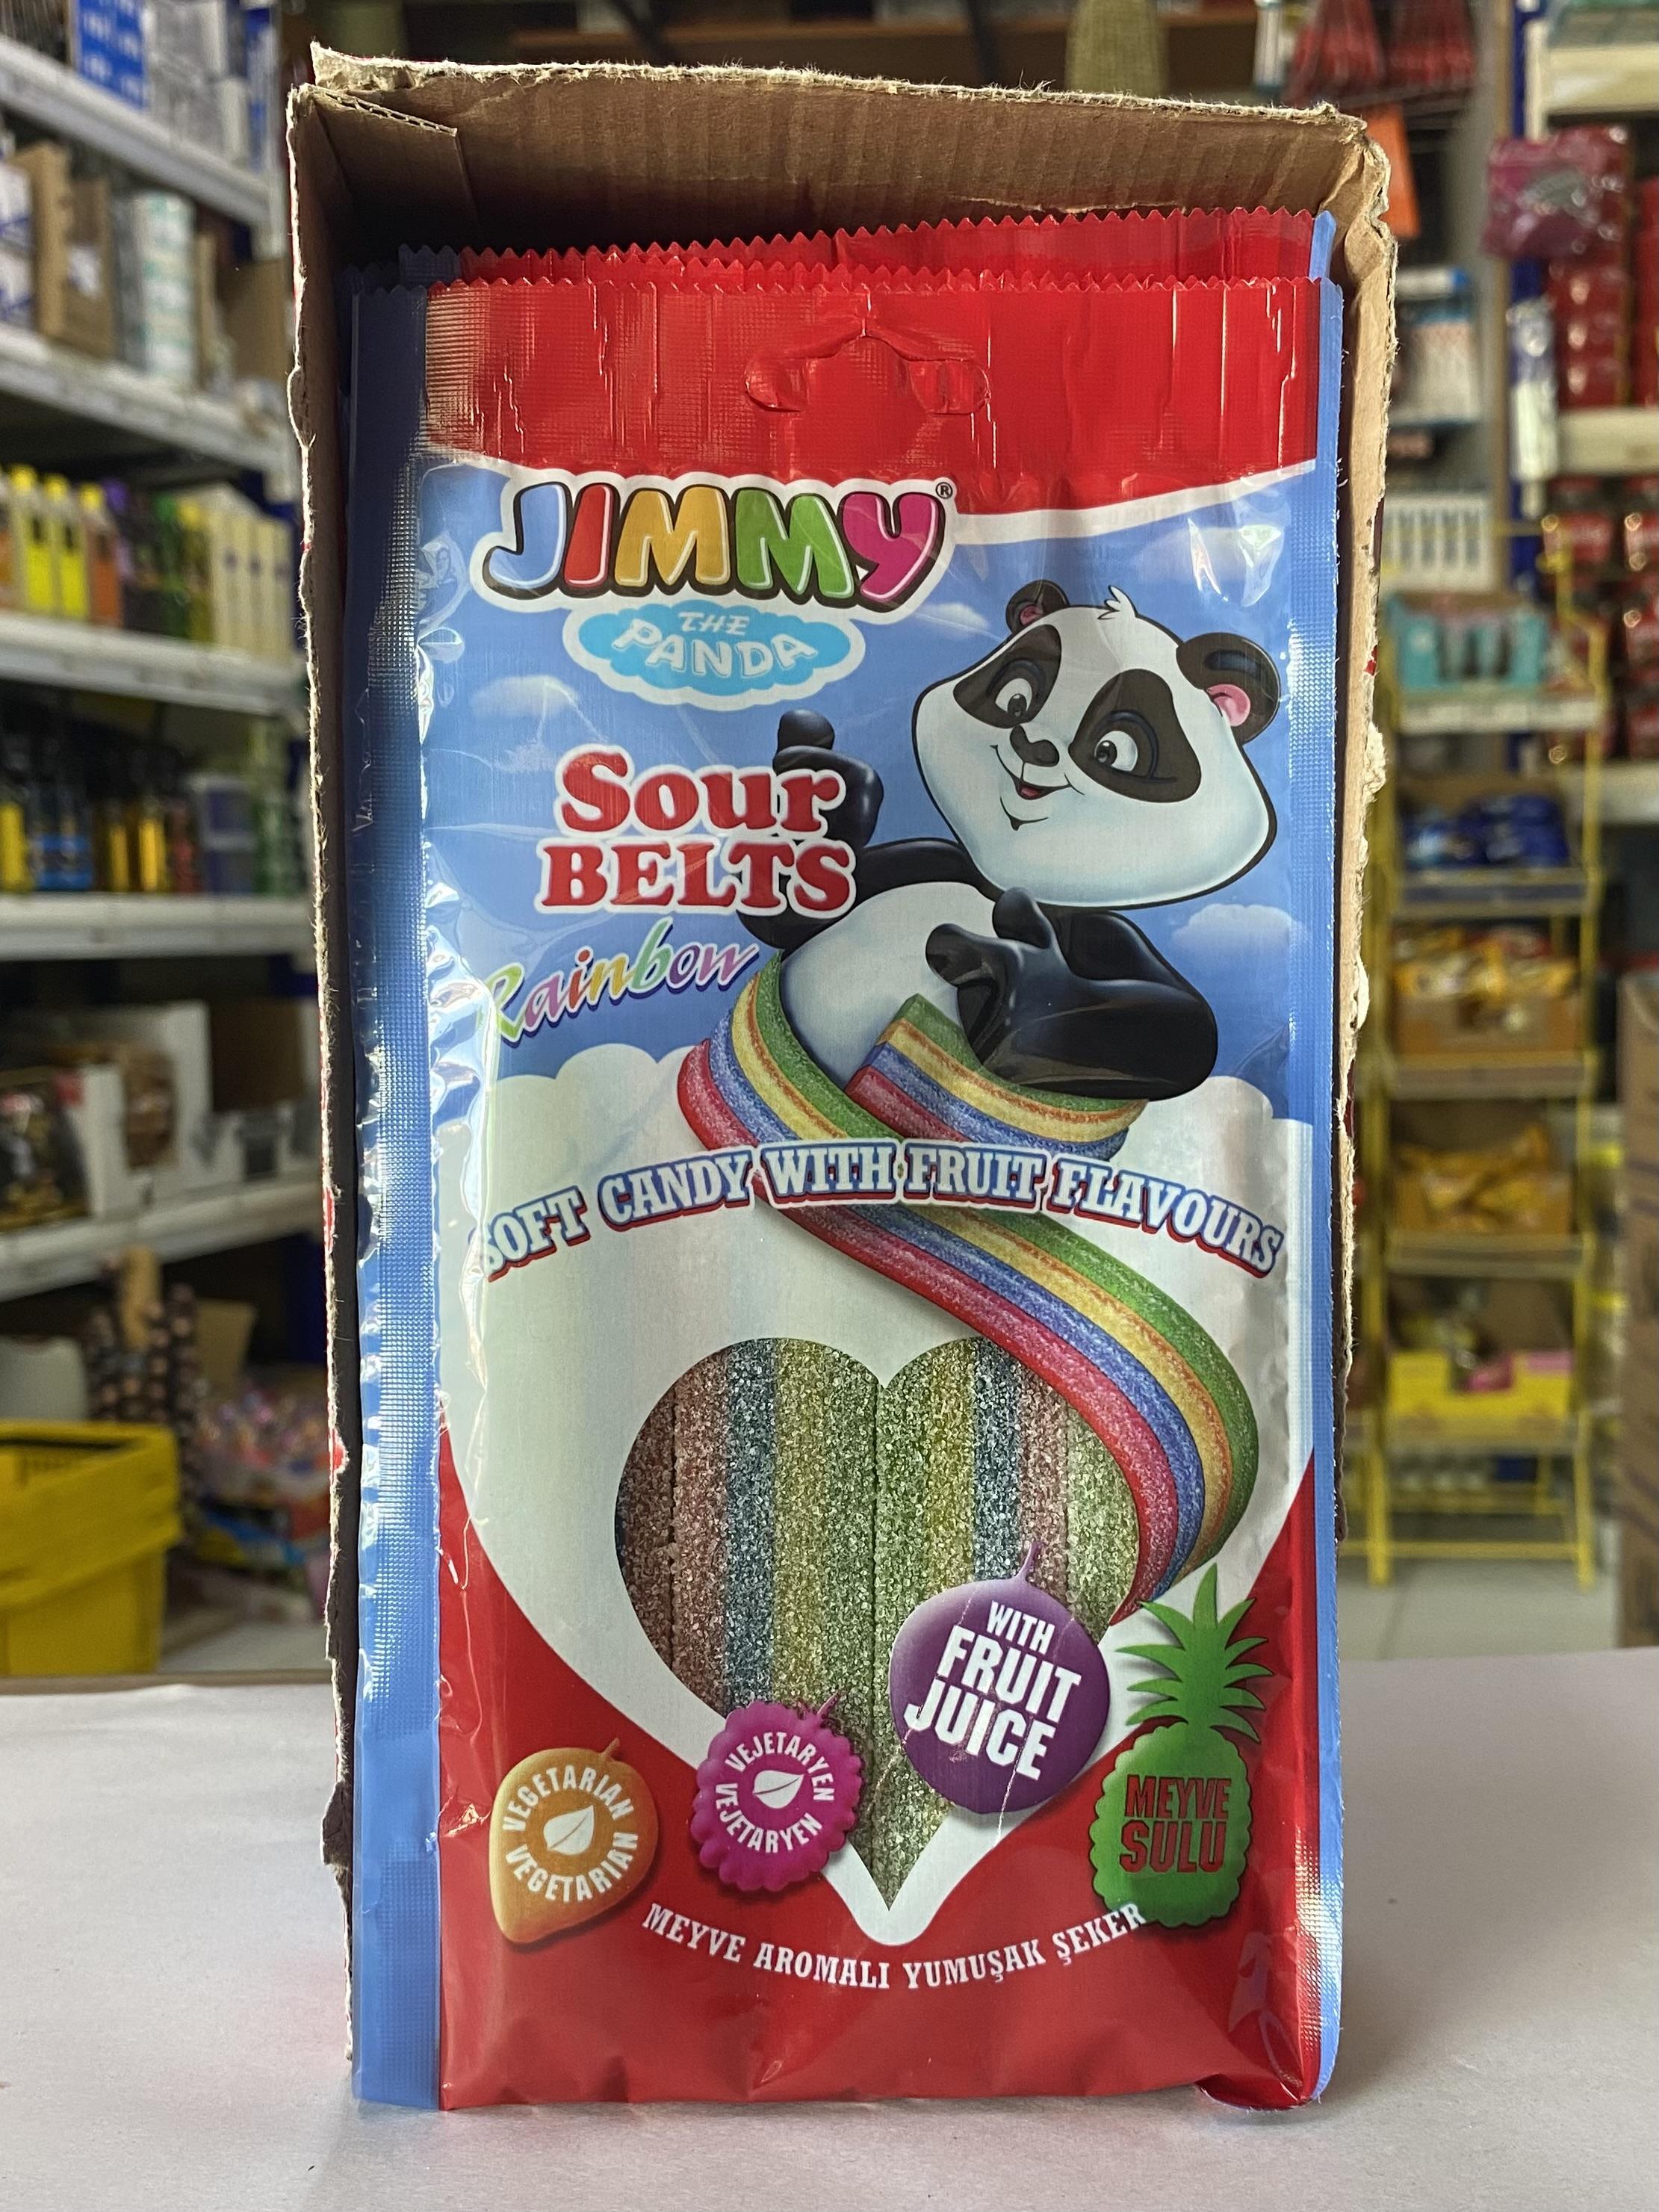 JIMMY®
THE
PANDA
Sour
BELTS
Rainbow
SOFT CANDY WITH FRUIT FLAVOURS
WITH
FRUIT
JUICE
VEJETARYEN
VEJETARYEN
VEGETARIAN
VEGETARIAN
MEYVE
SULU
MEYVE AROMALI YUMUŞAK ŞEKER